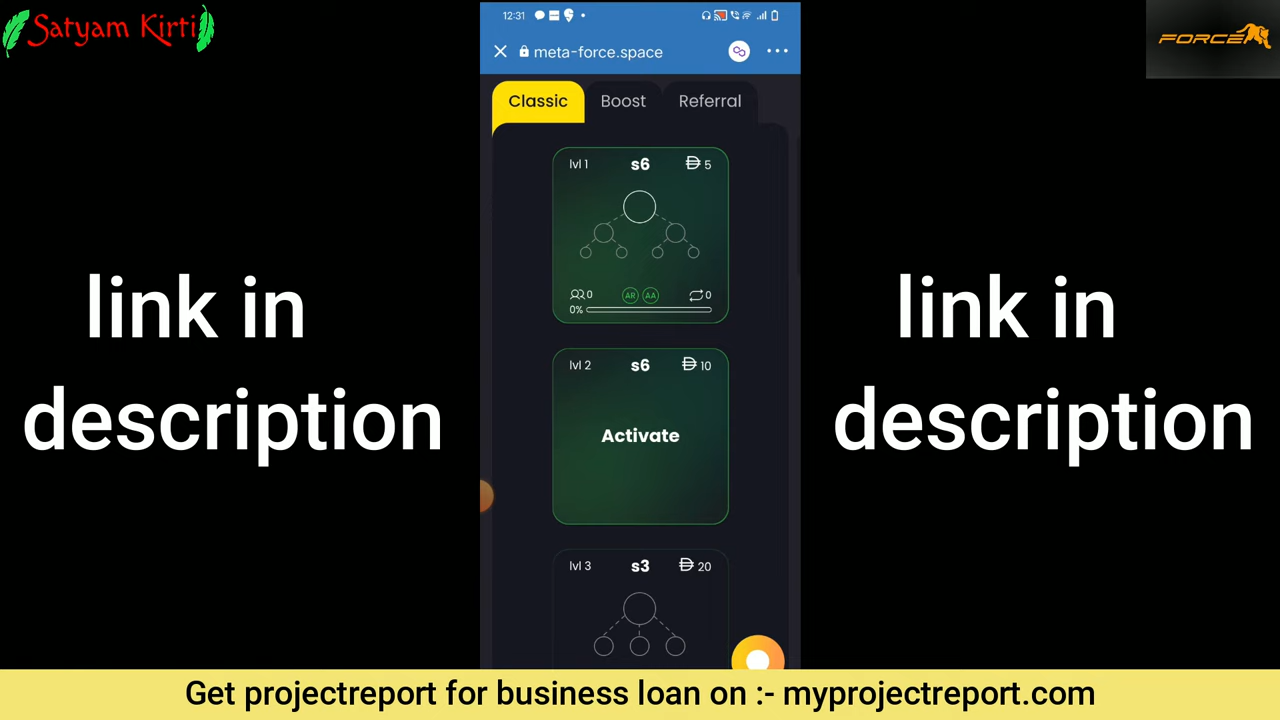 Satyam Kirti
FORCE
12:31
meta-force.space
Classic
Boost
Referral
lvl 1
s6
5
0
AR
AA
0
0%
lvl 2
s6
10
Activate
lvl 3
s3
20
link in
description
link in
description
Get projectreport for business loan on :- myprojectreport.com